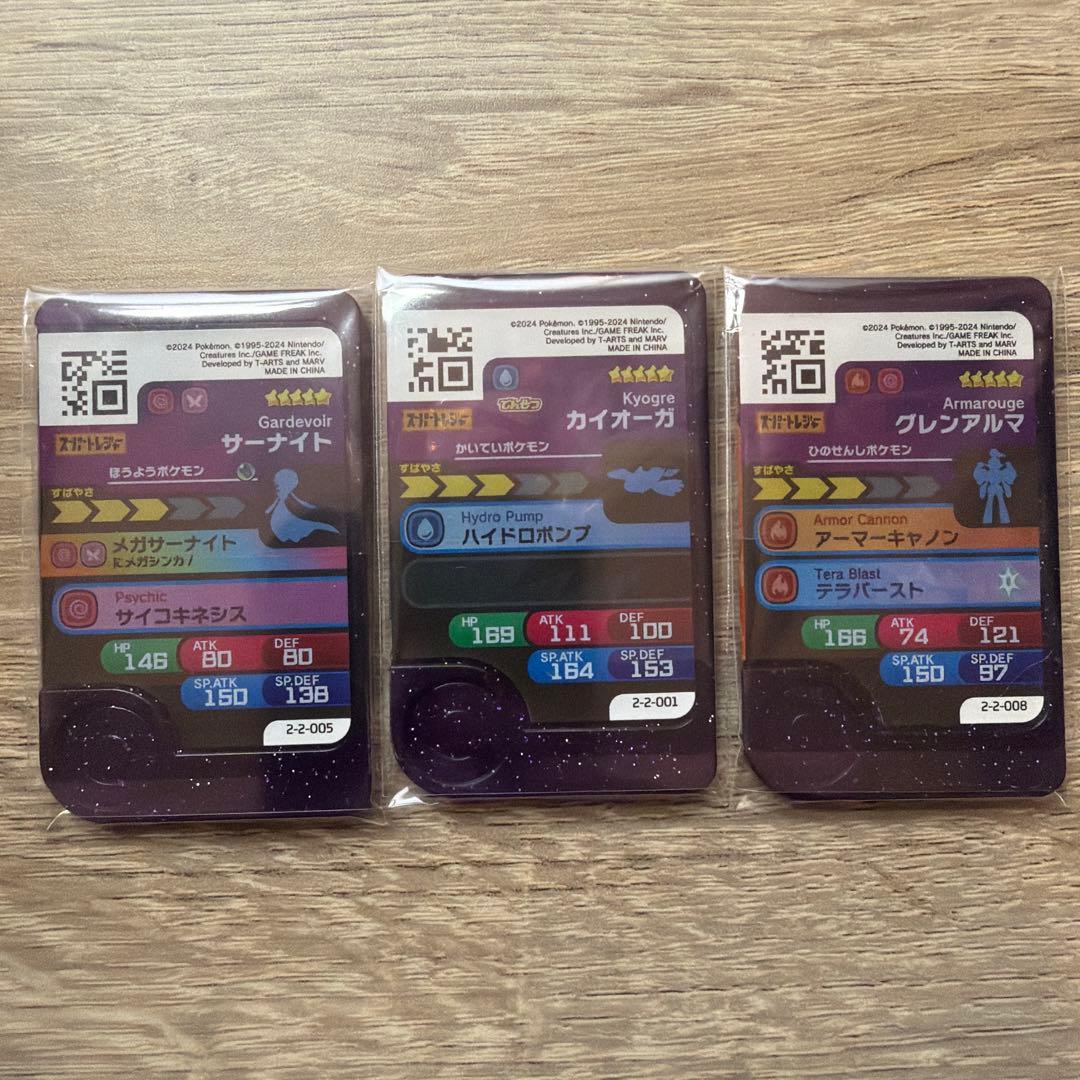 ©2024 Pokémon. ©1995-2024 Nintendo/
Creatures Inc./GAME FREAK Inc.
Developed by T-ARTS and MARV
MADE IN CHINA
スーパートレジャー
Gardevoir
サーナイト
ほうようポケモン
すばやさ
メガサーナイト
にメガシンカ!
Psychic
サイコキネシス
HP 146
ATK 80
DEF 80
SP.ATK 150
SP.DEF 138
2-2-005
©2024 Pokémon. ©1995-2024 Nintendo/
Creatures Inc./GAME FREAK Inc.
Developed by T-ARTS and MARV
MADE IN CHINA
スーパートレジャー
でんせつ
Kyogre
カイオーガ
かいていポケモン
すばやさ
Hydro Pump
ハイドロポンプ
HP 169
ATK 111
DEF 100
SP.ATK 164
SP.DEF 153
2-2-001
©2024 Pokémon. ©1995-2024 Nintendo/
Creatures Inc./GAME FREAK Inc.
Developed by T-ARTS and MARV
MADE IN CHINA
スーパートレジャー
Armarouge
グレンアルマ
ひのせんしポケモン
すばやさ
Armor Cannon
アーマーキャノン
Tera Blast
テラバースト
HP 166
ATK 74
DEF 121
SP.ATK 150
SP.DEF 97
2-2-008